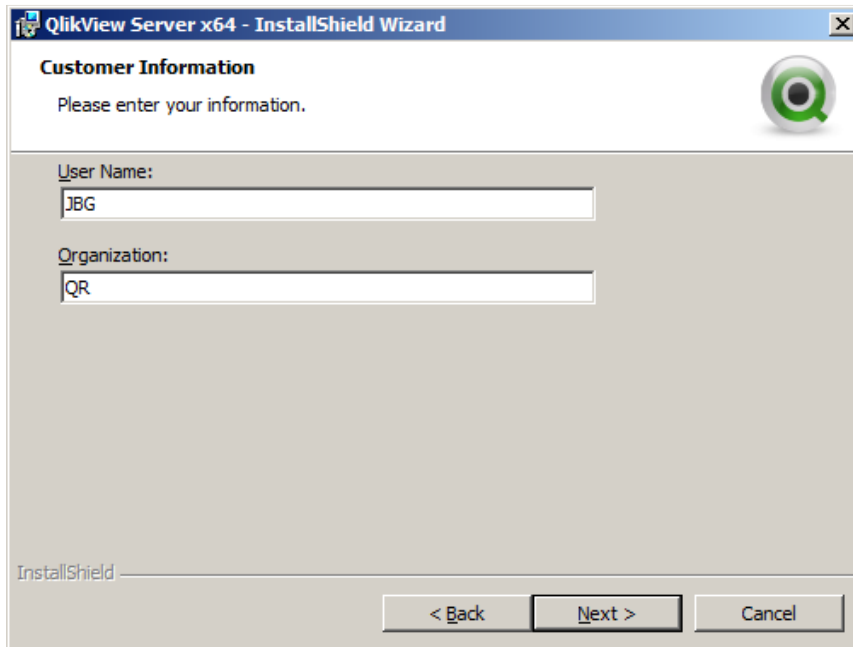 QlikView Server x64 - InstallShield Wizard
Customer Information
Please enter your information.
User Name:
JBG
Organization:
QR
InstallShield
< Back Next > Cancel